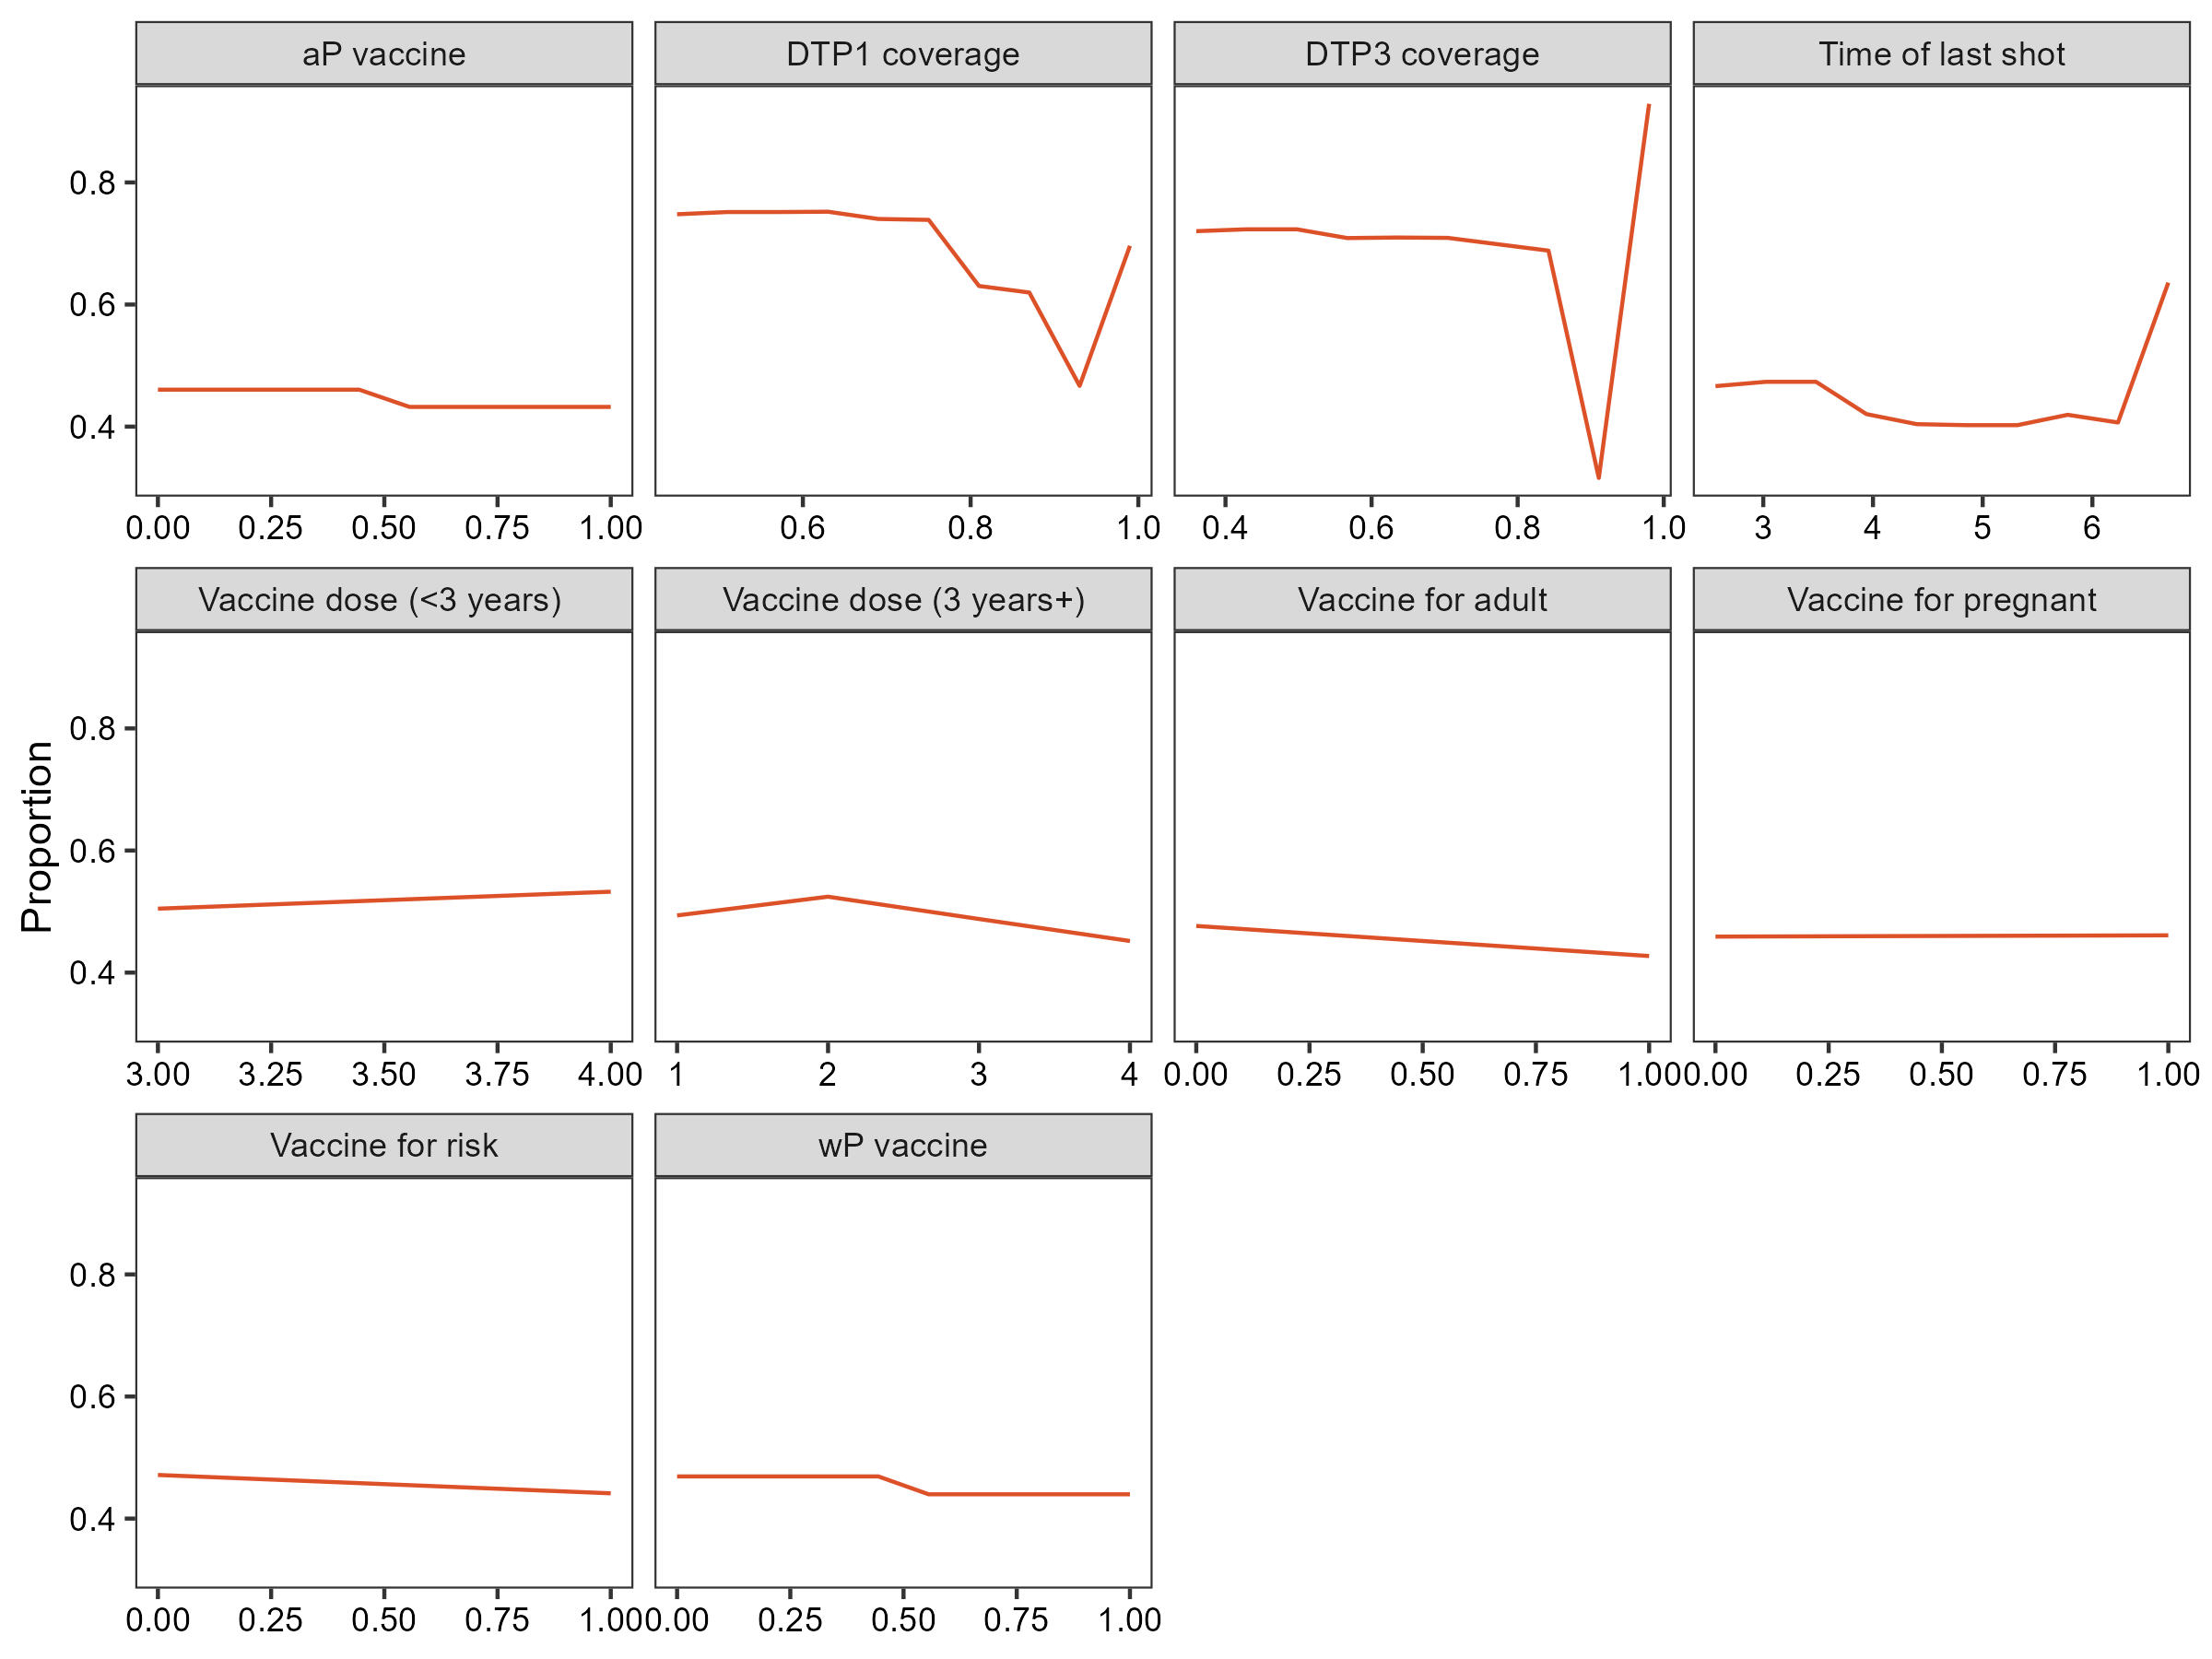 aP vaccine DTP1 coverage DTP3 coverage Time of last shot
0.8
0.6
0.4
0.00 0.25 0.50 0.75 1.00 0.6 0.8 1.0 0.4 0.6 0.8 1.0 3 4 5 6
Vaccine dose (<3 years) Vaccine dose (3 years+) Vaccine for adult Vaccine for pregnant
Proportion
0.8
0.6
0.4
3.00 3.25 3.50 3.75 4.00 1 2 3 4 0.00 0.25 0.50 0.75 1.00 0.00 0.25 0.50 0.75 1.00
Vaccine for risk wP vaccine
0.8
0.6
0.4
0.00 0.25 0.50 0.75 1.00 0.00 0.25 0.50 0.75 1.00